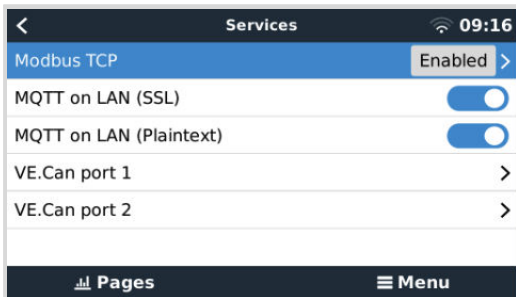 Services 09:16
Modbus TCP Enabled
MQTT on LAN (SSL)
MQTT on LAN (Plaintext)
VE.Can port 1
VE.Can port 2
Pages Menu